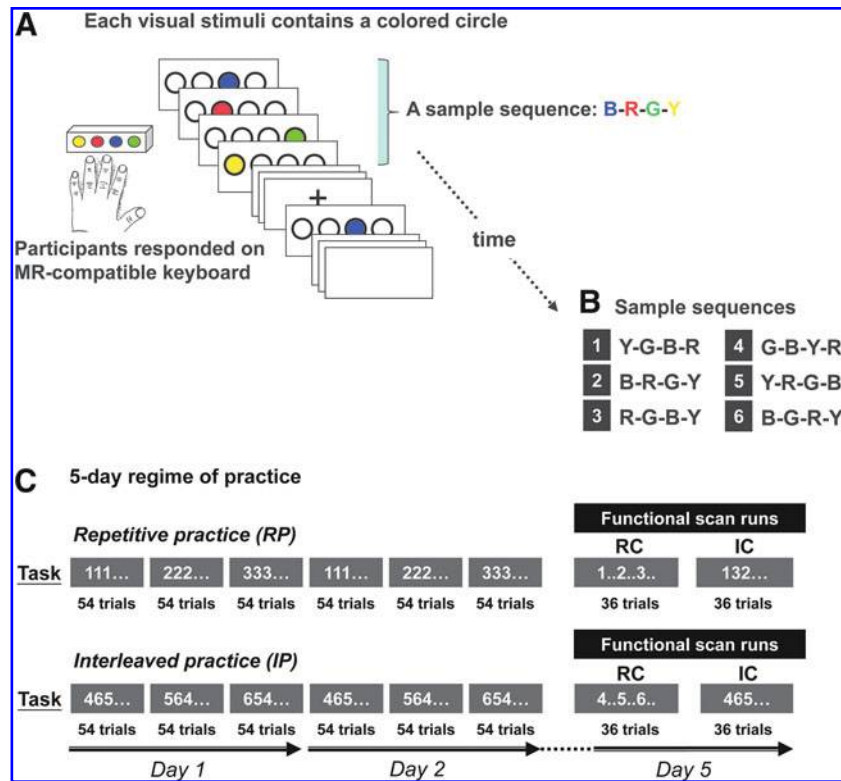 A
Each visual stimuli contains a colored circle
A sample sequence: B-R-G-Y
+
Participants responded on
MR-compatible keyboard
time
B Sample sequences
1 Y-G-B-R 4 G-B-Y-R
2 B-R-G-Y 5 Y-R-G-B
3 R-G-B-Y 6 B-G-R-Y
C 5-day regime of practice
Functional scan runs
Repetitive practice (RP)
RC IC
Task 111... 222... 333... 111... 222... 333... 1..2..3.. 132...
54 trials 54 trials 54 trials 54 trials 54 trials 54 trials 36 trials 36 trials
Functional scan runs
Interleaved practice (IP)
RC IC
Task 465... 564... 654... 465... 564... 654... 4..5..6.. 465...
54 trials 54 trials 54 trials 54 trials 54 trials 54 trials 36 trials 36 trials
Day 1 Day 2 Day 5